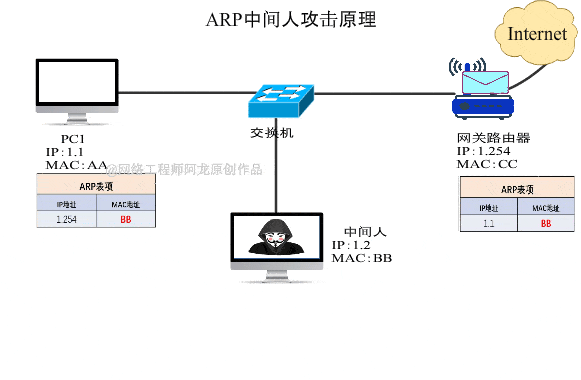 ARP中间人攻击原理
Internet
PC1
IP:1.1
MAC:AA
交换机
网关路由器
IP:1.254
MAC:CC
@网络工程师阿龙原创作品
ARP表项
IP地址 MAC地址
1.254 BB
ARP表项
IP地址 MAC地址
1.1 BB
中间人
IP:1.2
MAC:BB